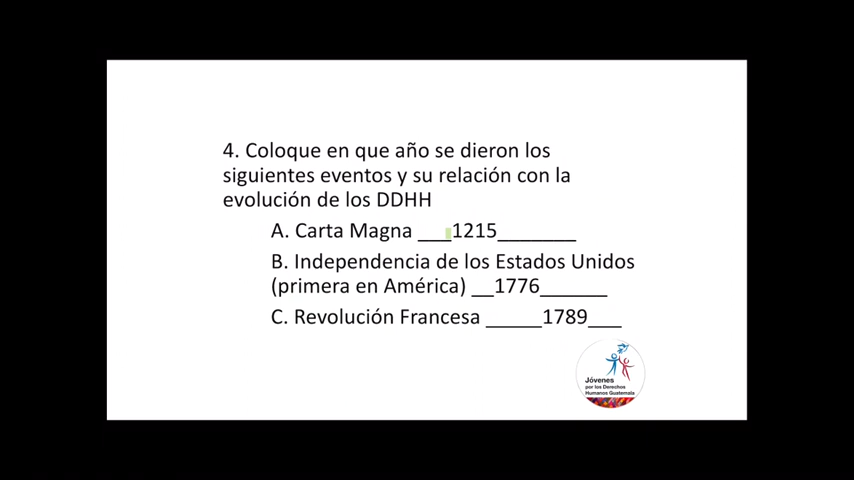 4. Coloque en que año se dieron los
siguientes eventos y su relación con la
evolución de los DDHH
A. Carta Magna ___1215_______
B. Independencia de los Estados Unidos
(primera en América) __1776______
C. Revolución Francesa _____1789___
Jóvenes
por los Derechos
Humanos Guatemala